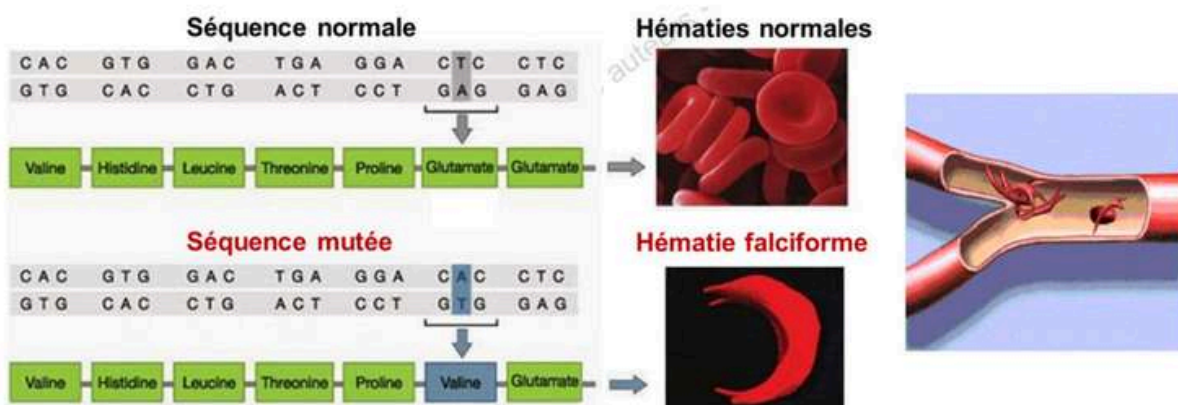 Séquence normale
CAC GTG GAC TGA GGA CTC CTC
GTG CAC CTG ACT CCT GAG GAG
Valine Histidine Leucine Threonine Proline Glutamate Glutamate
Hématies normales
auteurs
Séquence mutée
CAC GTG GAC TGA GGA CAC CTC
GTG CAC CTG ACT CCT GTG GAG
Valine Histidine Leucine Threonine Proline Valine Glutamate
Hématie falciforme